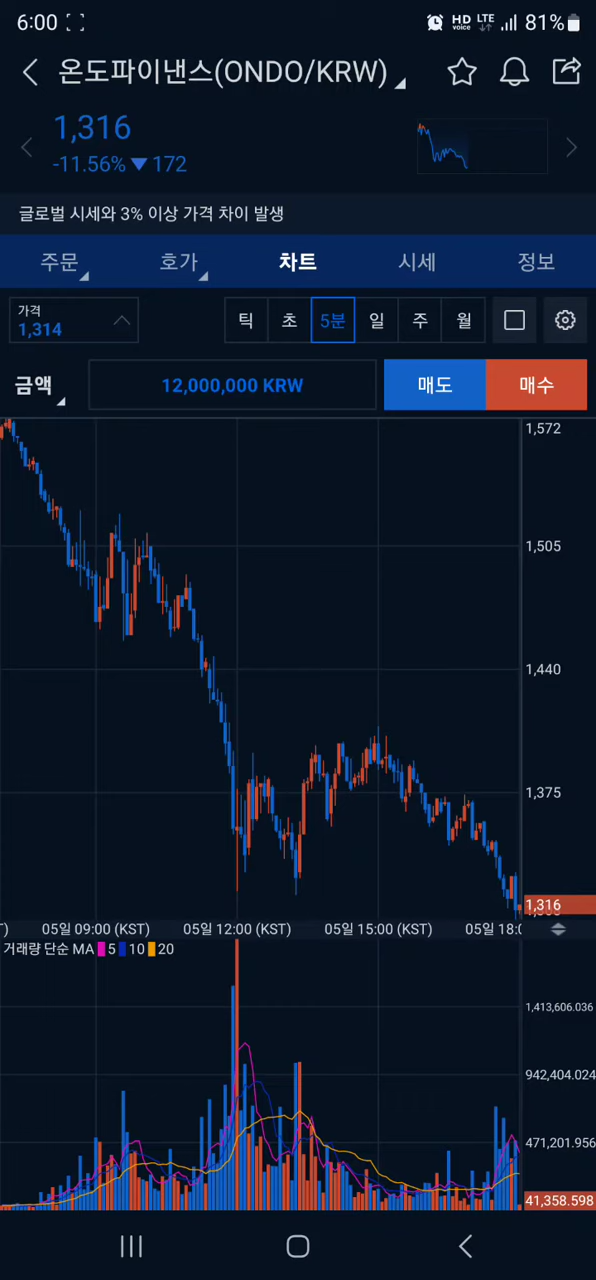 6:00 HD voice LTE 81%
온도파이낸스(ONDO/KRW)
1,316
-11.56% ▼ 172
글로벌 시세와 3% 이상 가격 차이 발생
주문 호가 차트 시세 정보
가격
1,314
틱 초 5분 일 주 월
금액 12,000,000 KRW 매도 매수
1,572
1,505
1,440
1,375
1,316
T) 05일 09:00 (KST) 05일 12:00 (KST) 05일 15:00 (KST) 05일 18:0
거래량 단순 MA 5 10 20
1,413,606.036
942,404.024
471,201.956
41,358.598